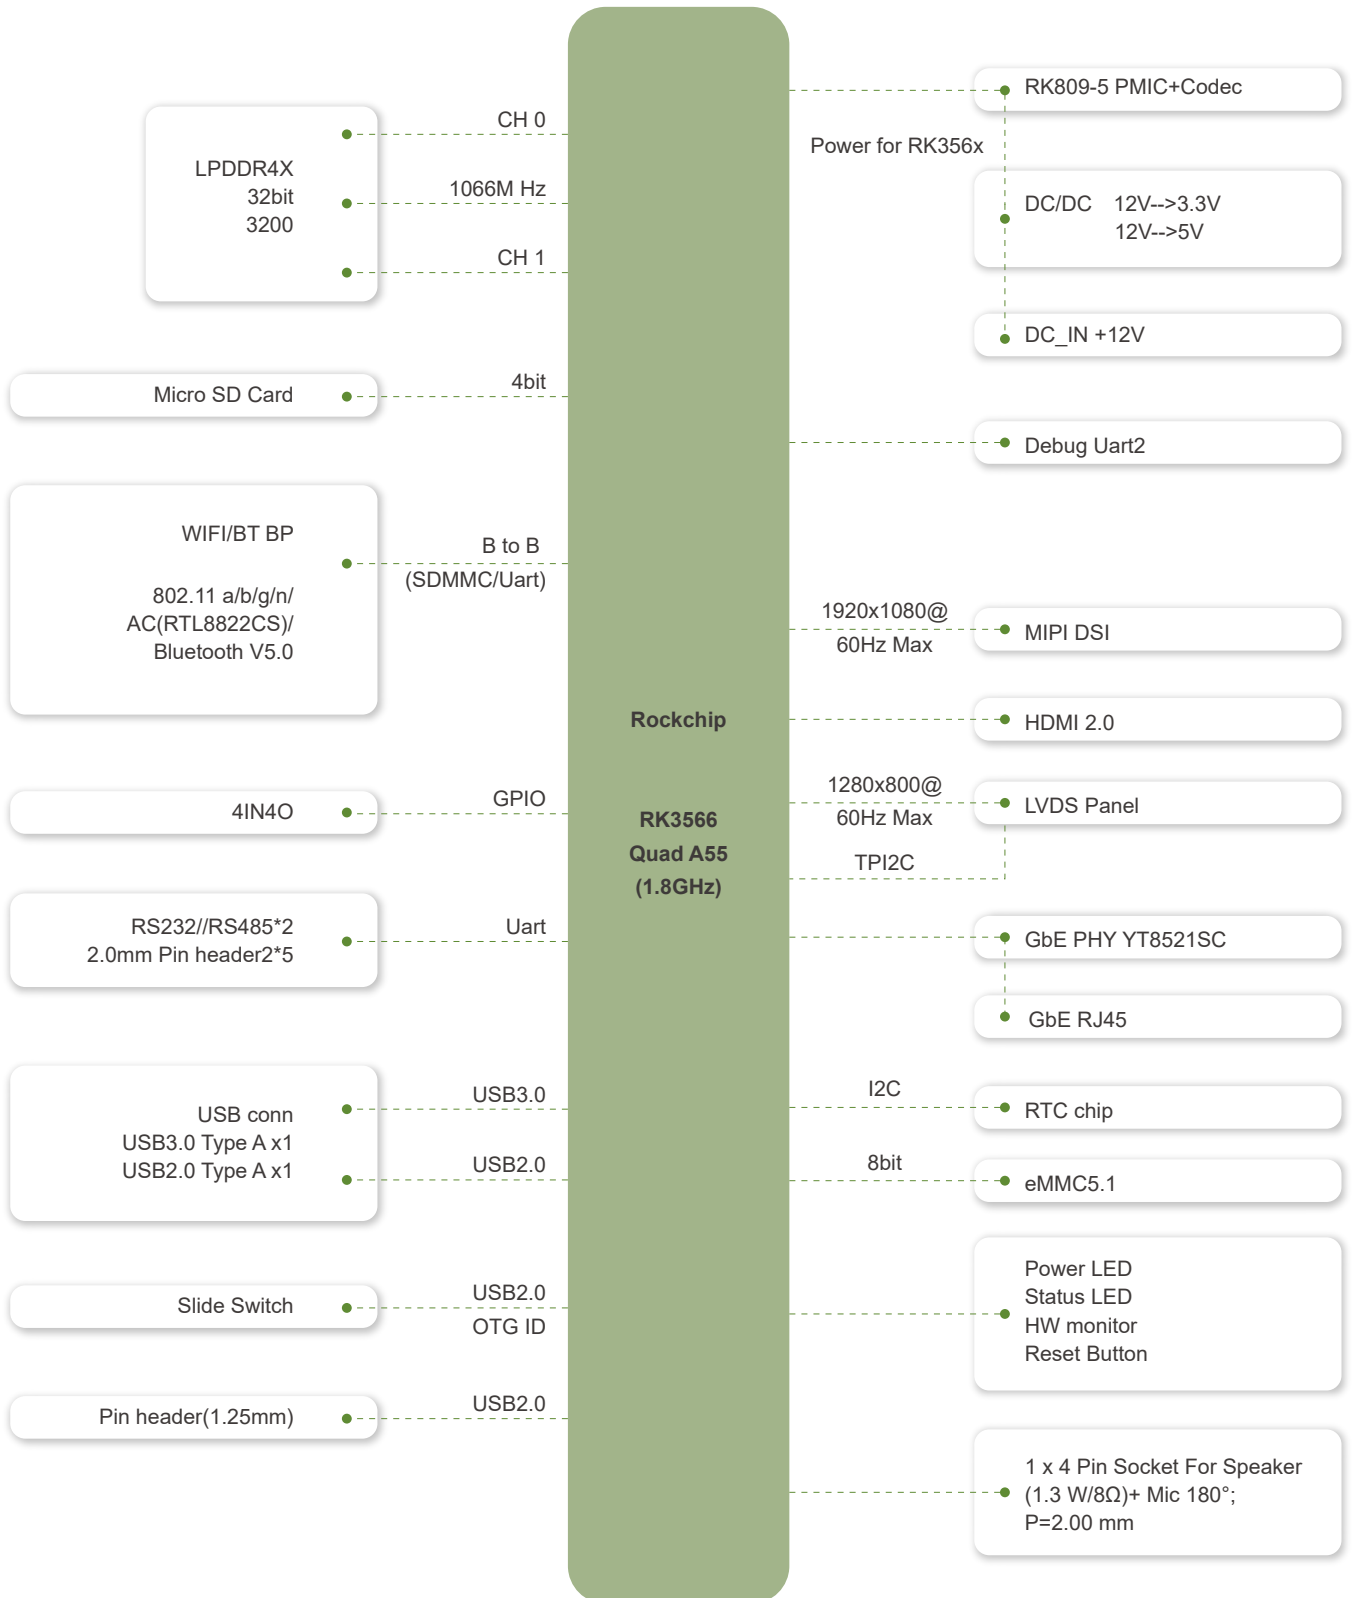 CH 0
LPDDR4X
32bit
3200
1066M Hz
CH 1
Micro SD Card
4bit
WIFI/BT BP
802.11 a/b/g/n/
AC(RTL8822CS)/
Bluetooth V5.0
B to B
(SDMMC/Uart)
4IN4O
GPIO
RS232//RS485*2
2.0mm Pin header2*5
Uart
USB conn
USB3.0 Type A x1
USB2.0 Type A x1
USB3.0
USB2.0
Slide Switch
USB2.0
OTG ID
Pin header(1.25mm)
USB2.0
Rockchip
RK3566
Quad A55
(1.8GHz)
RK809-5 PMIC+Codec
Power for RK356x
DC/DC 12V-->3.3V
12V-->5V
DC_IN +12V
Debug Uart2
1920x1080@
60Hz Max
MIPI DSI
HDMI 2.0
1280x800@
60Hz Max
LVDS Panel
TPI2C
GbE PHY YT8521SC
GbE RJ45
I2C
RTC chip
8bit
eMMC5.1
Power LED
Status LED
HW monitor
Reset Button
1 x 4 Pin Socket For Speaker
(1.3 W/8Ω)+ Mic 180°;
P=2.00 mm